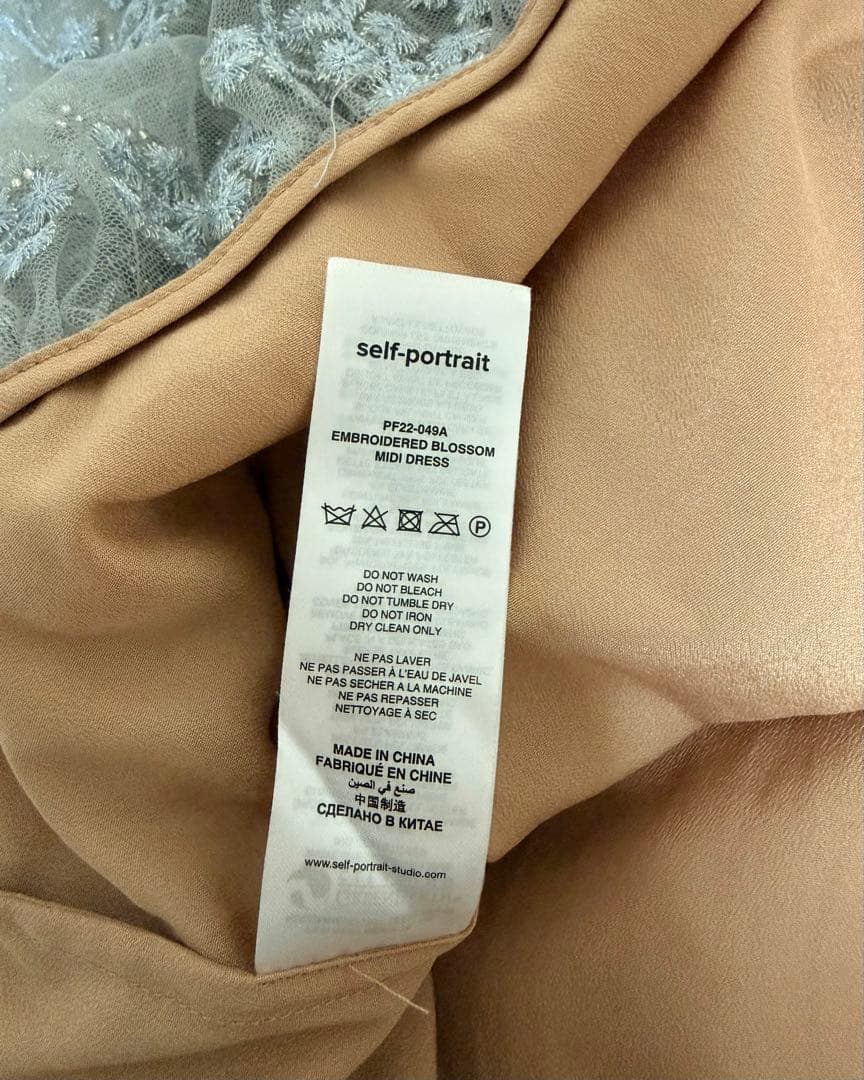 self-portrait
PF22-049A
EMBROIDERED BLOSSOM
MIDI DRESS
P
DO NOT WASH
DO NOT BLEACH
DO NOT TUMBLE DRY
DO NOT IRON
DRY CLEAN ONLY
NE PAS LAVER
NE PAS PASSER À L'EAU DE JAVEL
NE PAS SECHER A LA MACHINE
NE PAS REPASSER
NETTOYAGE À SEC
MADE IN CHINA
FABRIQUÉ EN CHINE
صنع في الصين
中国制造
СДЕЛАНО В КИТАЕ
www.self-portrait-studio.com